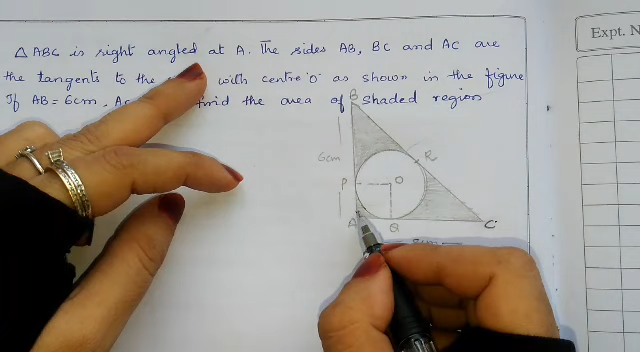 △ ABC is right angled at A. The sides AB, BC and AC are
the tangents to the with centre 'O' as shown in the figure
If AB = 6cm, the area of shaded region
B
6cm
R
P
O
A
Q
C
8cm
Expt. N